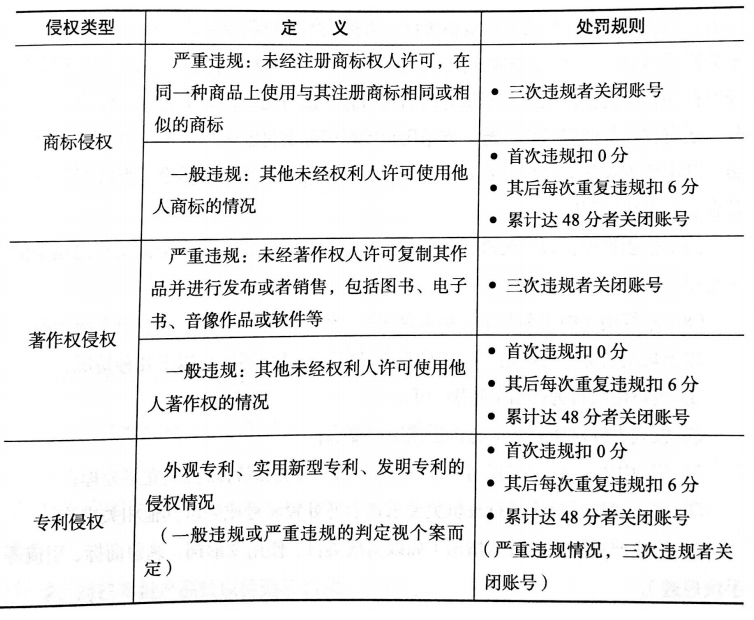 侵权类型 定 义 处罚规则
商标侵权
严重违规：未经注册商标权人许可，在
同一种商品上使用与其注册商标相同或相
似的商标
• 三次违规者关闭账号
一般违规：其他未经权利人许可使用他
人商标的情况
• 首次违规扣 0 分
• 其后每次重复违规扣 6 分
• 累计达 48 分者关闭账号
著作权侵权
严重违规：未经著作权人许可复制其作
品并进行发布或者销售，包括图书、电子
书、音像作品或软件等
• 三次违规者关闭账号
一般违规：其他未经权利人许可使用他
人著作权的情况
• 首次违规扣 0 分
• 其后每次重复违规扣 6 分
• 累计达 48 分者关闭账号
专利侵权
外观专利、实用新型专利、发明专利的
侵权情况
（一般违规或严重违规的判定视个案而
定）
• 首次违规扣 0 分
• 其后每次重复违规扣 6 分
• 累计达 48 分者关闭账号
（严重违规情况，三次违规者关
闭账号）